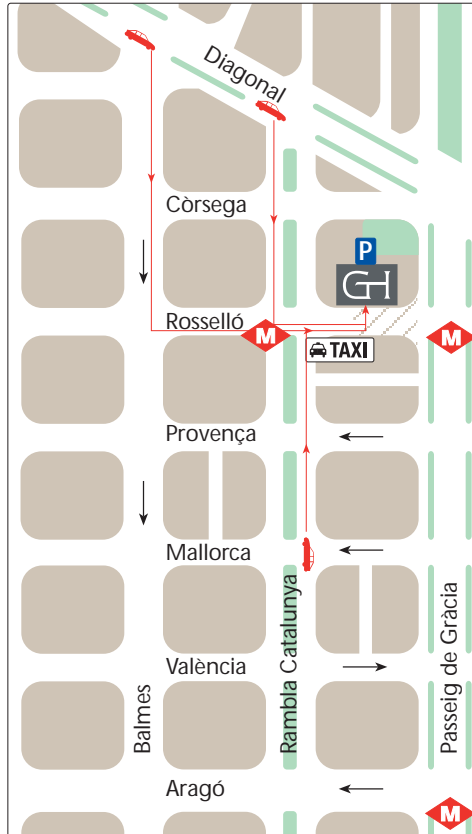 Diagonal
Còrsega
P
GH
Rosselló
M
M
TAXI
Provença
Mallorca
València
Aragó
Balmes
Rambla Catalunya
Passeig de Gràcia
M